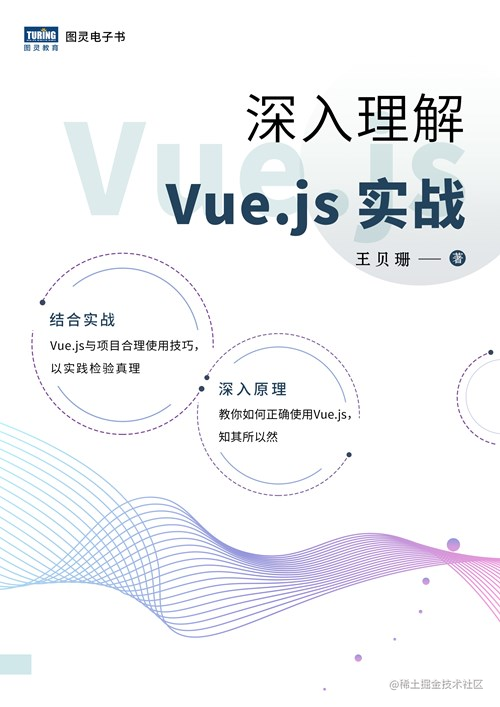 TURING
图灵教育
图灵电子书
Vue.js
深入理解
Vue.js 实战
王贝珊 — 著
结合实战
Vue.js与项目合理使用技巧，
以实践检验真理
深入原理
教你如何正确使用Vue.js，
知其所以然
@稀土掘金技术社区